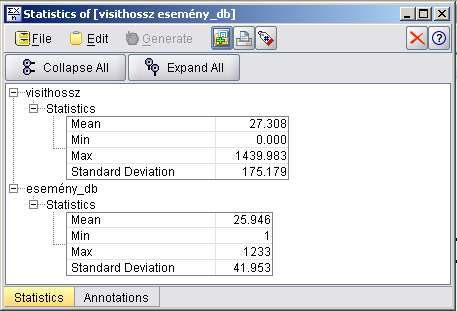 Statistics of [visithossz esemény_db]
File Edit Generate
Collapse All Expand All
visithossz
Statistics
Mean 27.308
Min 0.000
Max 1439.983
Standard Deviation 175.179
esemény_db
Statistics
Mean 25.946
Min 1
Max 1233
Standard Deviation 41.953
Statistics Annotations